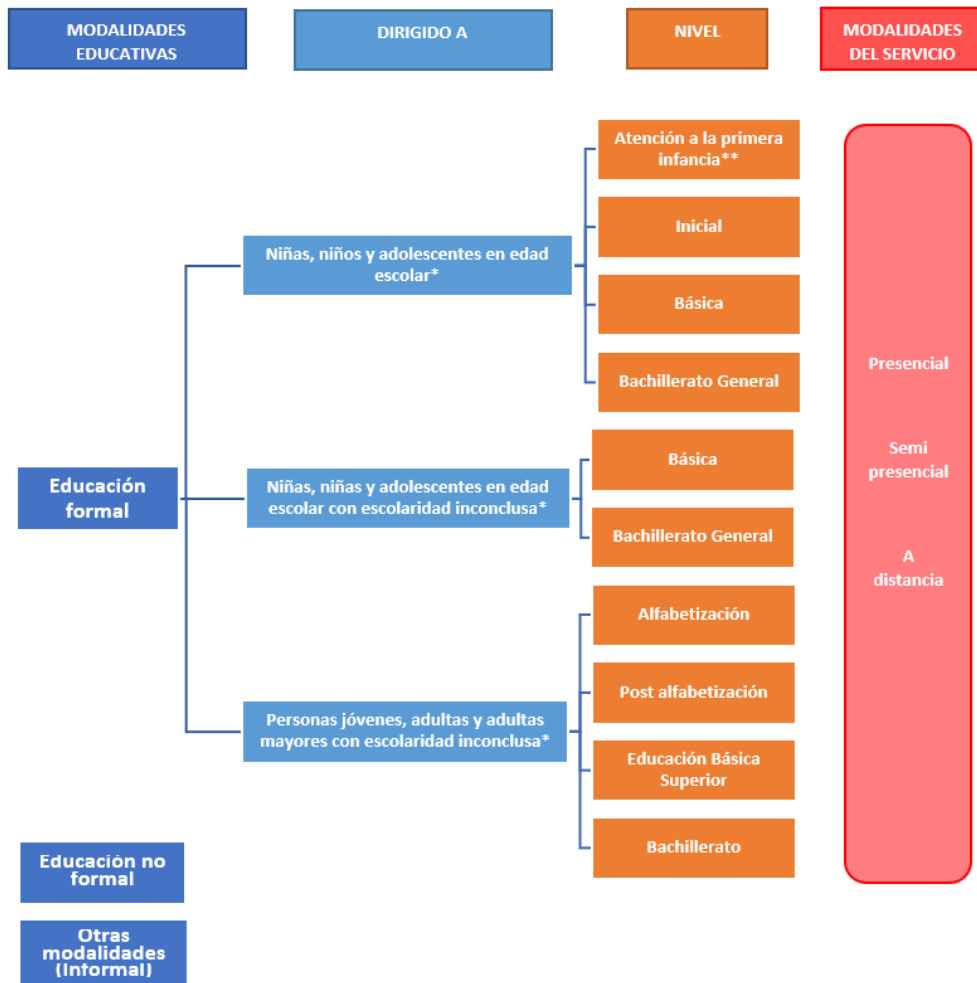 MODALIDADES
EDUCATIVAS
DIRIGIDO A
NIVEL
MODALIDADES
DEL SERVICIO
Educación
formal
Niñas, niños y adolescentes en edad
escolar*
Atención a la primera
infancia**
Inicial
Básica
Bachillerato General
Niñas, niñas y adolescentes en edad
escolar con escolaridad inconclusa*
Básica
Bachillerato General
Personas jóvenes, adultas y adultas
mayores con escolaridad inconclusa*
Alfabetización
Post alfabetización
Educación Básica
Superior
Bachillerato
Presencial
Semi
presencial
A
distancia
Educación no
formal
Otras
modalidades
(Informal)